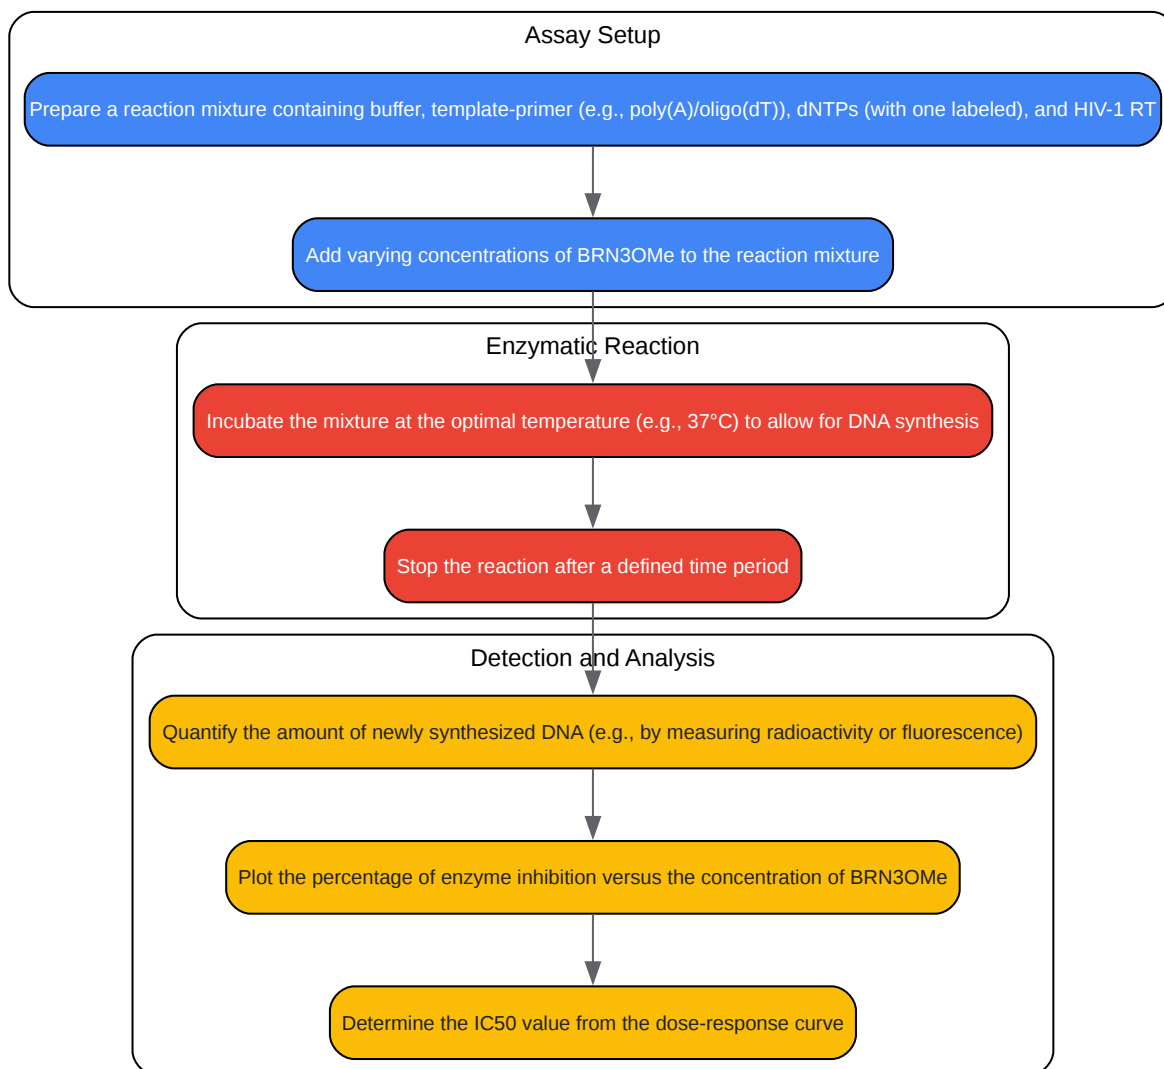 Assay Setup
Prepare a reaction mixture containing buffer, template-primer (e.g., poly(A)/oligo(dT)), dNTPs (with one labeled), and HIV-1 RT
Add varying concentrations of BRN3OMe to the reaction mixture
Enzymatic Reaction
Incubate the mixture at the optimal temperature (e.g., 37°C) to allow for DNA synthesis
Stop the reaction after a defined time period
Detection and Analysis
Quantify the amount of newly synthesized DNA (e.g., by measuring radioactivity or fluorescence)
Plot the percentage of enzyme inhibition versus the concentration of BRN3OMe
Determine the IC50 value from the dose-response curve